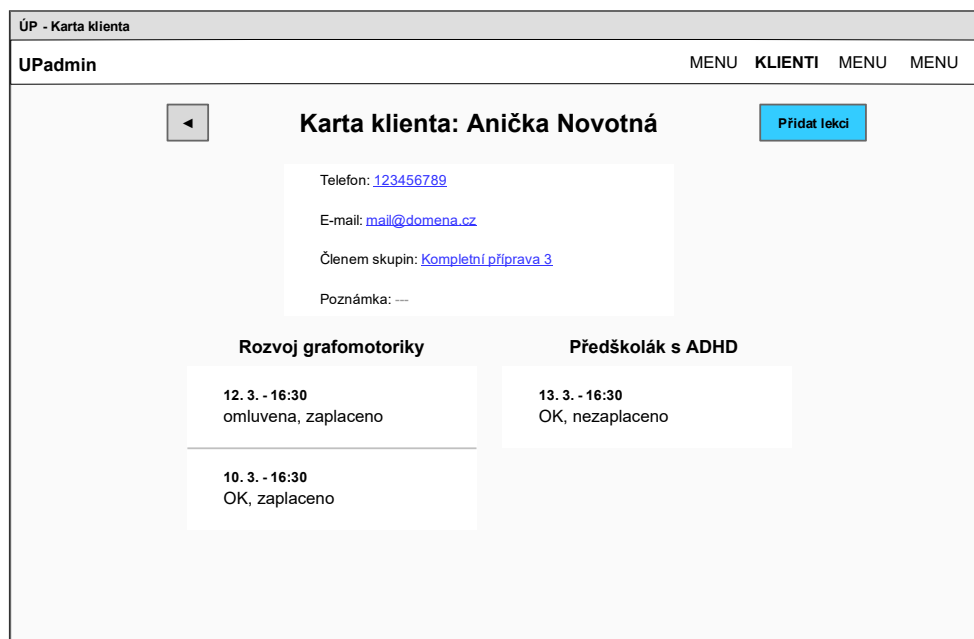 ÚP - Karta klienta
UPadmin MENU KLIENTI MENU MENU
◄ Karta klienta: Anička Novotná Přidat lekci
Telefon: 123456789
E-mail: mail@domena.cz
Členem skupin: Kompletní příprava 3
Poznámka: ---
Rozvoj grafomotoriky
12. 3. - 16:30
omluvena, zaplaceno
10. 3. - 16:30
OK, zaplaceno
Předškolák s ADHD
13. 3. - 16:30
OK, nezaplaceno